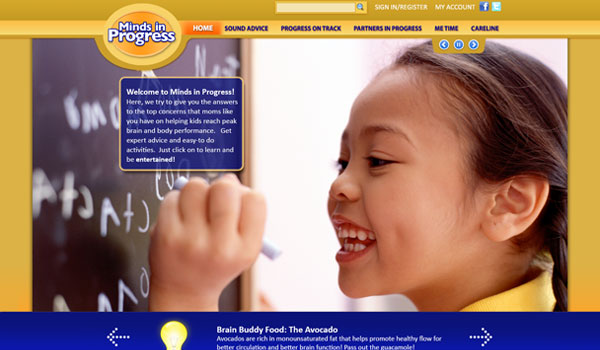 SIGN IN/REGISTER MY ACCOUNT
Minds in
Progress
HOME SOUND ADVICE PROGRESS ON TRACK PARTNERS IN PROGRESS ME TIME CARELINE
Welcome to Minds in Progress!
Here, we try to give you the answers
to the top concerns that moms like
you have on helping kids reach peak
brain and body performance. Get
expert advice and easy-to do
activities. Just click on to learn and
be entertained!
Brain Buddy Food: The Avocado
Avocados are rich in monounsaturated fat that helps promote healthy flow for
better circulation and better brain function! Pass out the guacamole!